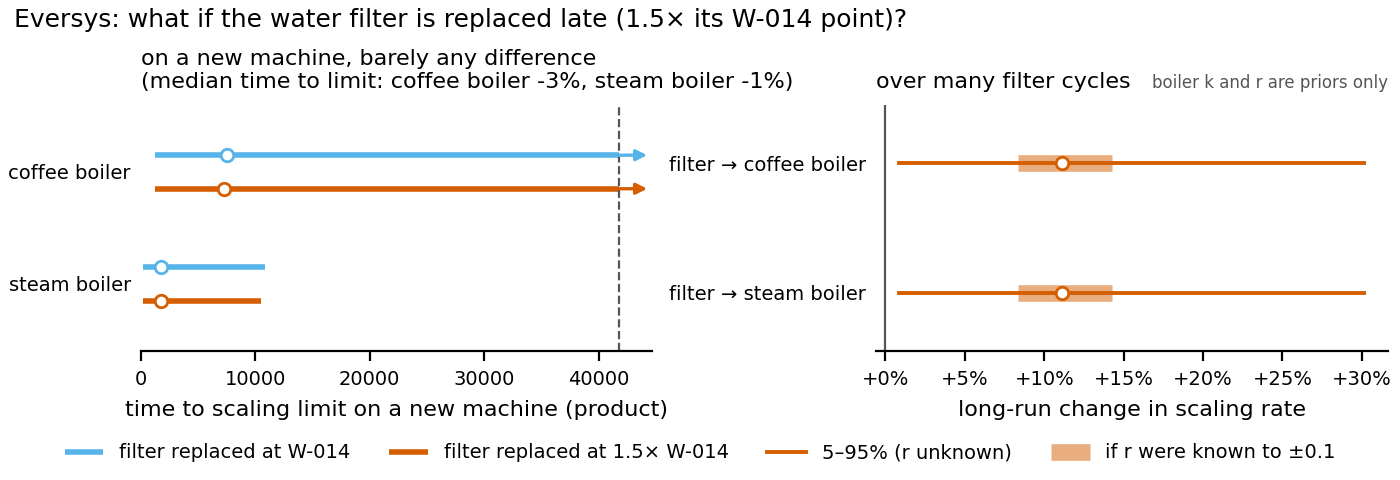 Eversys: what if the water filter is replaced late (1.5× its W-014 point)?
on a new machine, barely any difference
(median time to limit: coffee boiler -3%, steam boiler -1%)
over many filter cycles
boiler k and r are priors only
coffee boiler
steam boiler
filter → coffee boiler
filter → steam boiler
0 10000 20000 30000 40000
+0% +5% +10% +15% +20% +25% +30%
time to scaling limit on a new machine (product)
long-run change in scaling rate
filter replaced at W-014
filter replaced at 1.5× W-014
5–95% (r unknown)
if r were known to ±0.1